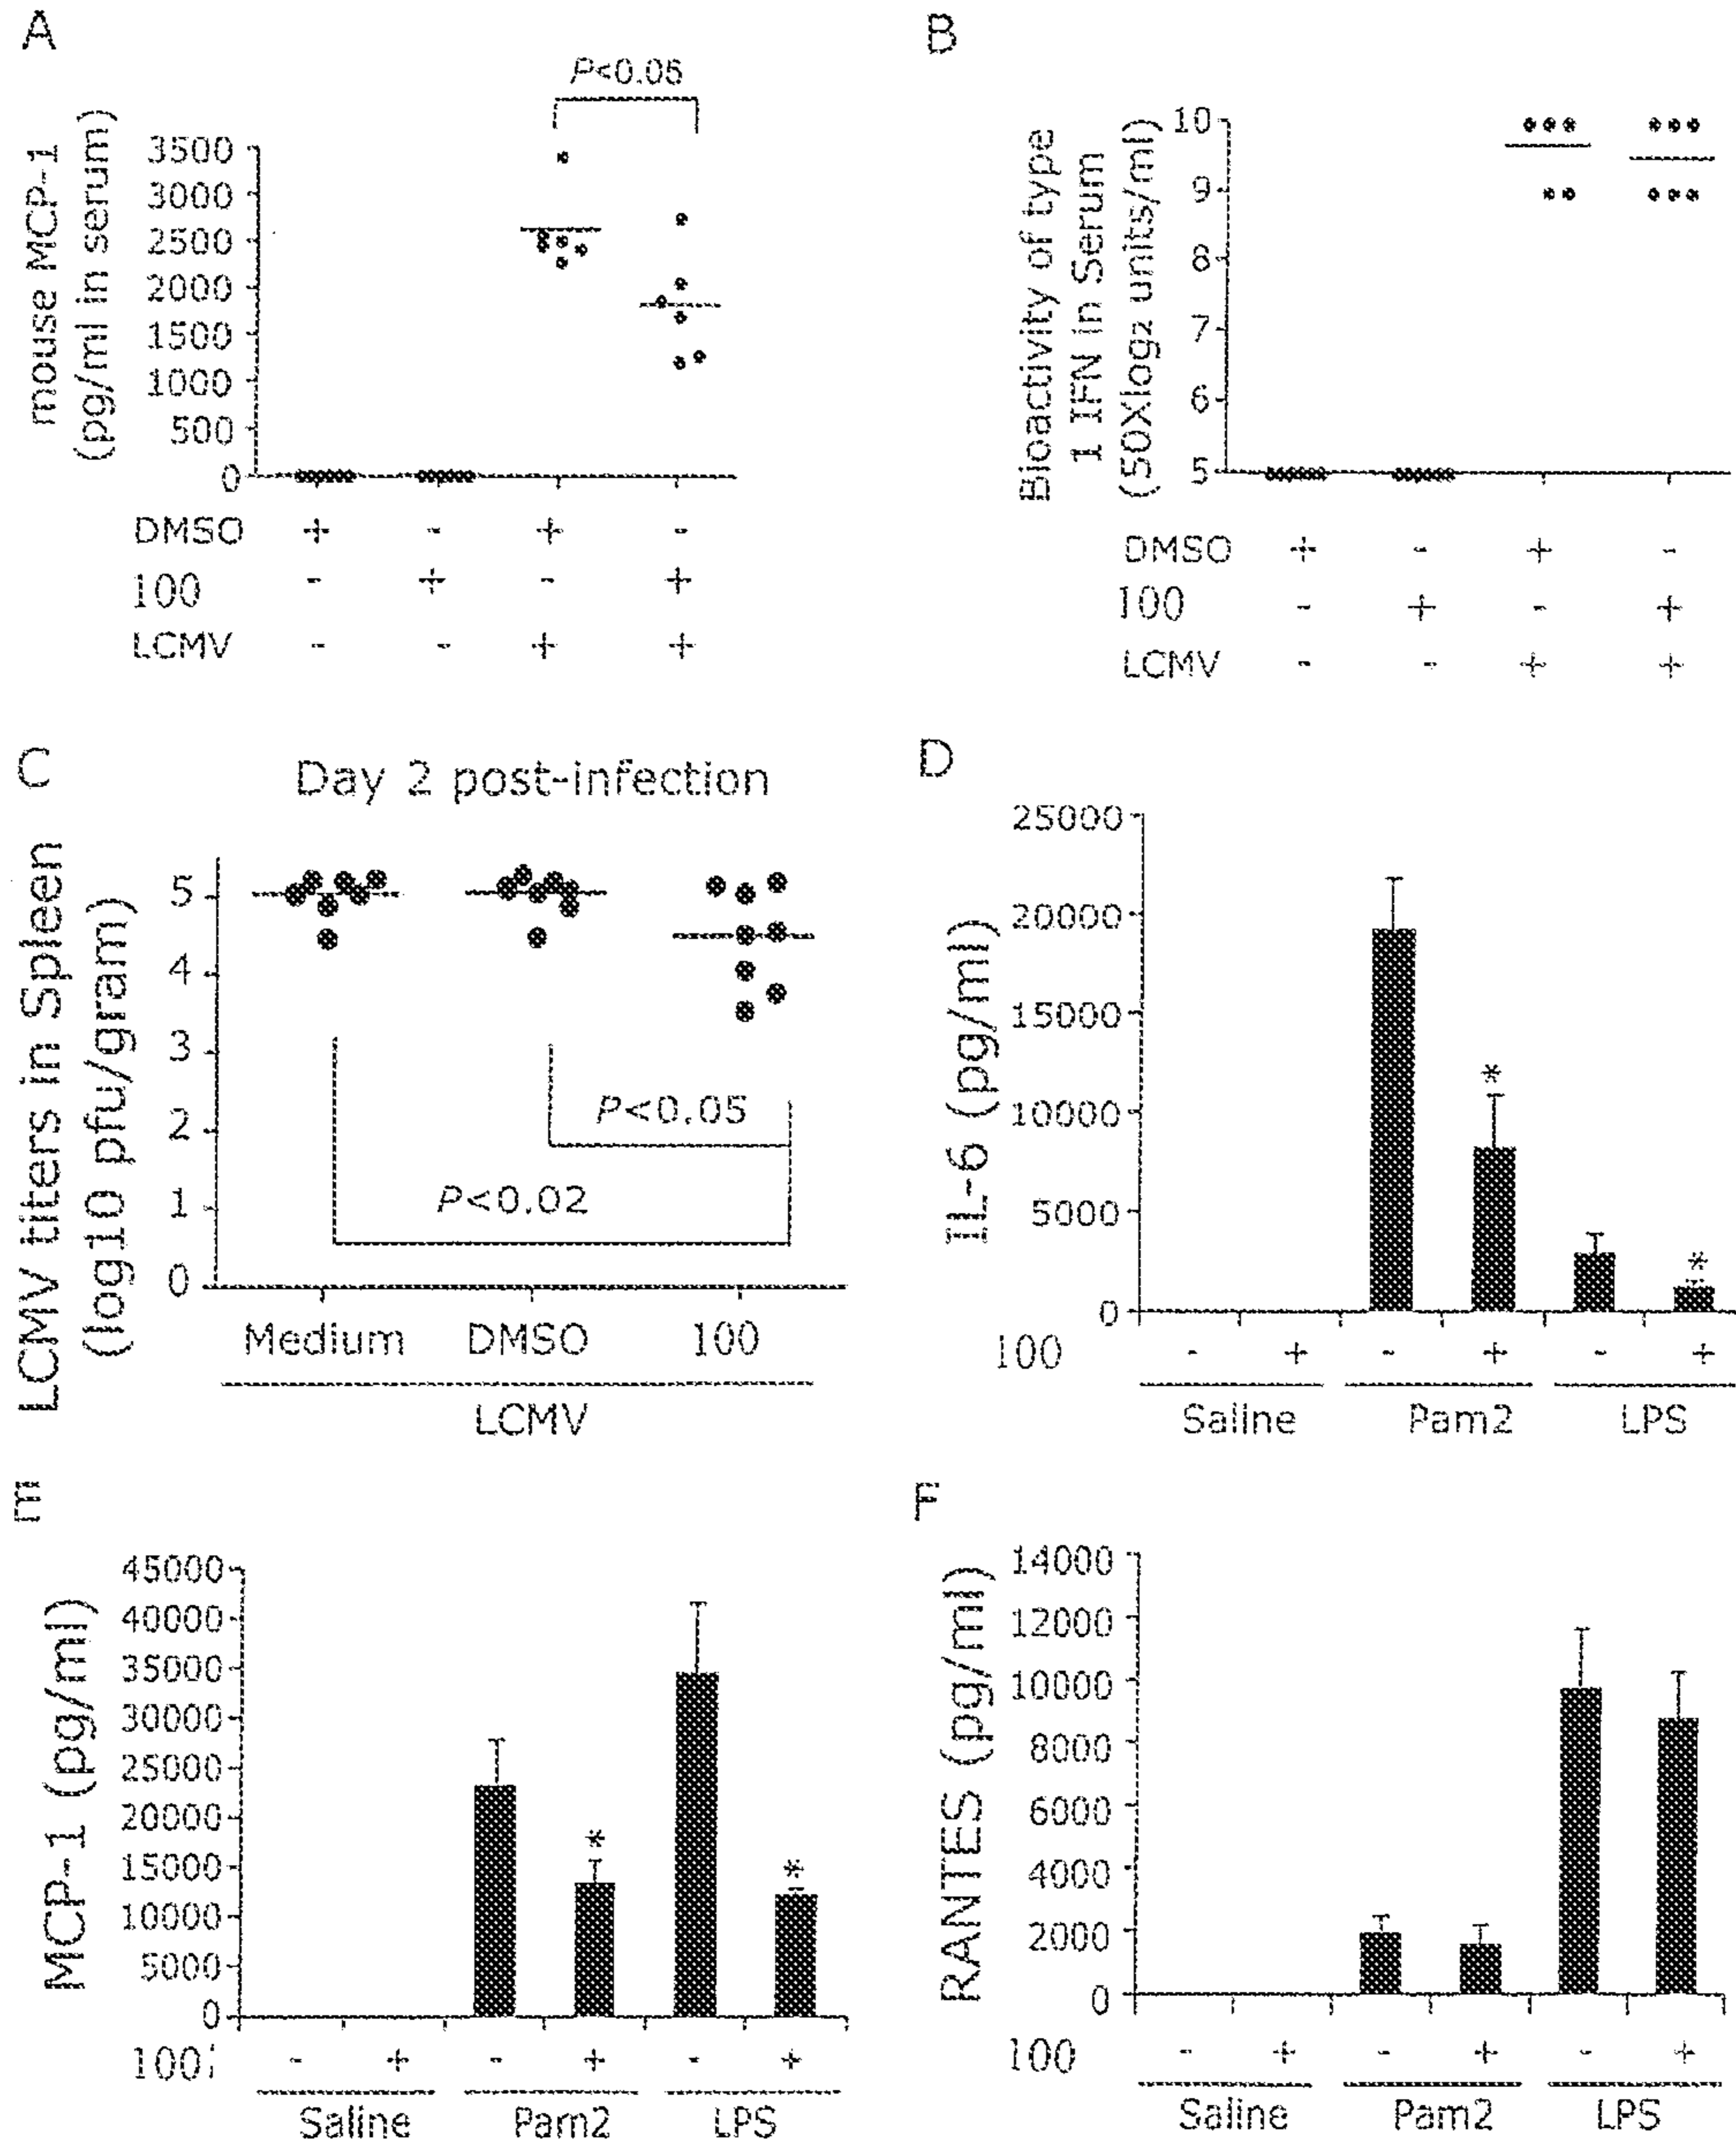 A
P<0.05
mouse MCP-1
(pg/ml in serum)
3500
3000
2500
2000
1500
1000
500
0
DMSO + - + -
100 - + - +
LCMV - - + +
B
Bioactivity of type
1 IFN in Serum
(50Xlog2 units/ml)
10
9
8
7
6
5
DMSO + - + -
100 - + - +
LCMV - - + +
C
Day 2 post-infection
LCMV titers in Spleen
(log10 pfu/gram)
5
4
3
2
1
0
P<0.05
P<0.02
Medium DMSO 100
LCMV
D
IL-6 (pg/ml)
25000
20000
15000
10000
5000
0
*
*
100 - + - + - +
Saline Pam2 LPS
E
MCP-1 (pg/ml)
45000
40000
35000
30000
25000
20000
15000
10000
5000
0
*
*
100 - + - + - +
Saline Pam2 LPS
F
RANTES (pg/ml)
14000
12000
10000
8000
6000
4000
2000
0
100 - + - + - +
Saline Pam2 LPS